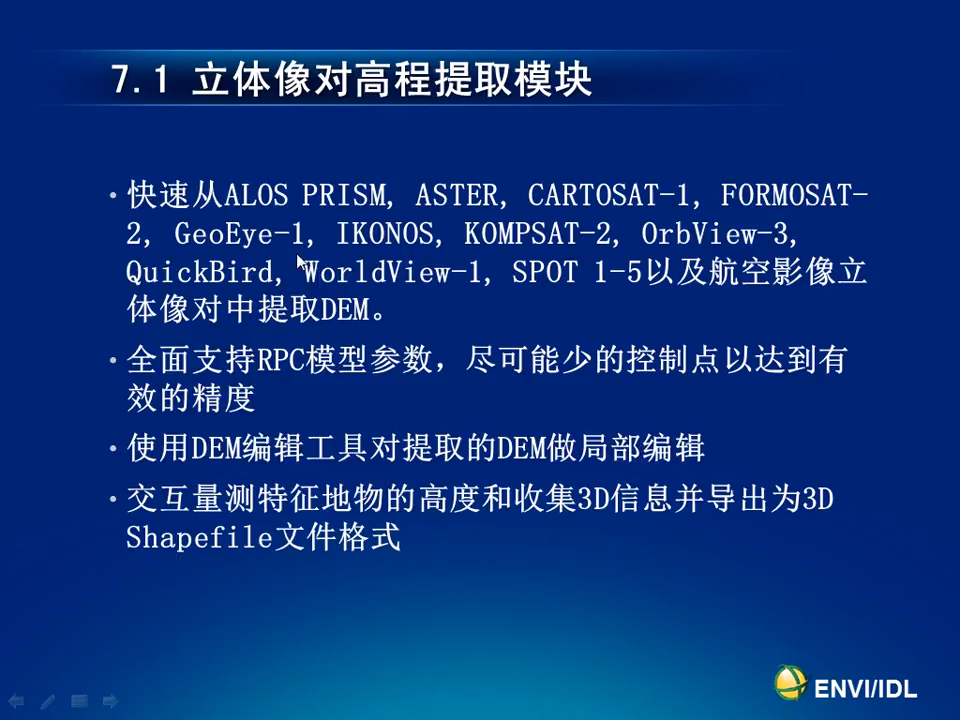 7.1 立体像对高程提取模块
• 快速从ALOS PRISM, ASTER, CARTOSAT-1, FORMOSAT-
2, GeoEye-1, IKONOS, KOMPSAT-2, OrbView-3,
QuickBird, WorldView-1, SPOT 1-5以及航空影像立
体像对中提取DEM。
• 全面支持RPC模型参数，尽可能少的控制点以达到有
效的精度
• 使用DEM编辑工具对提取的DEM做局部编辑
• 交互量测特征地物的高度和收集3D信息并导出为3D
Shapefile文件格式
ENVI/IDL